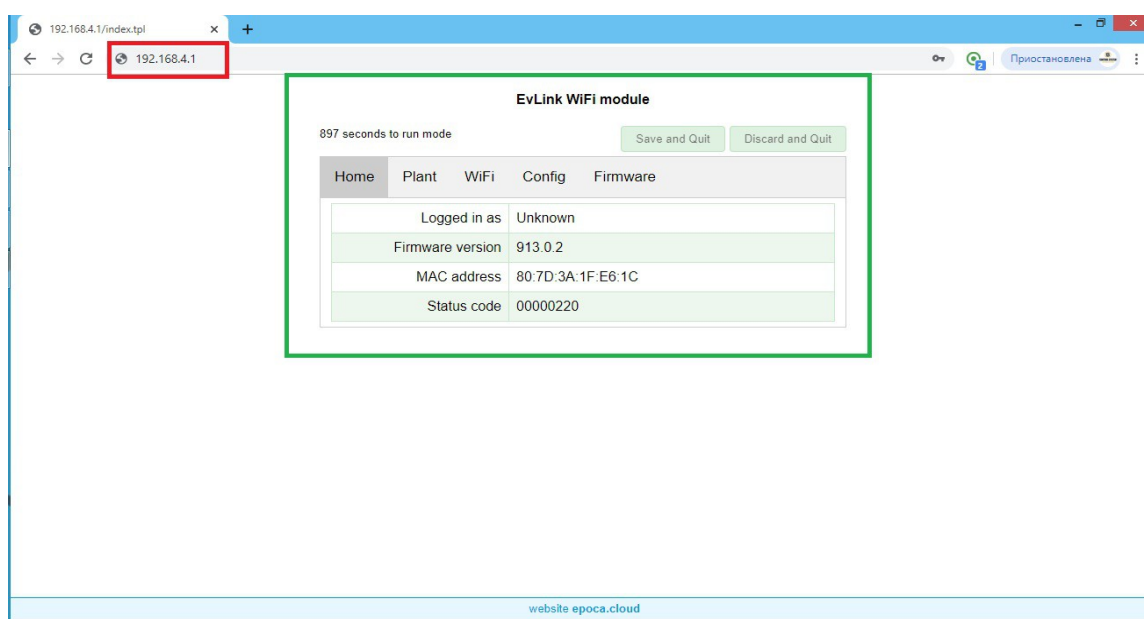 192.168.4.1/index.tpl
192.168.4.1
2
Приостановлена
EvLink WiFi module
897 seconds to run mode
Save and Quit Discard and Quit
Home Plant WiFi Config Firmware
Logged in as Unknown
Firmware version 913.0.2
MAC address 80:7D:3A:1F:E6:1C
Status code 00000220
website epoca.cloud